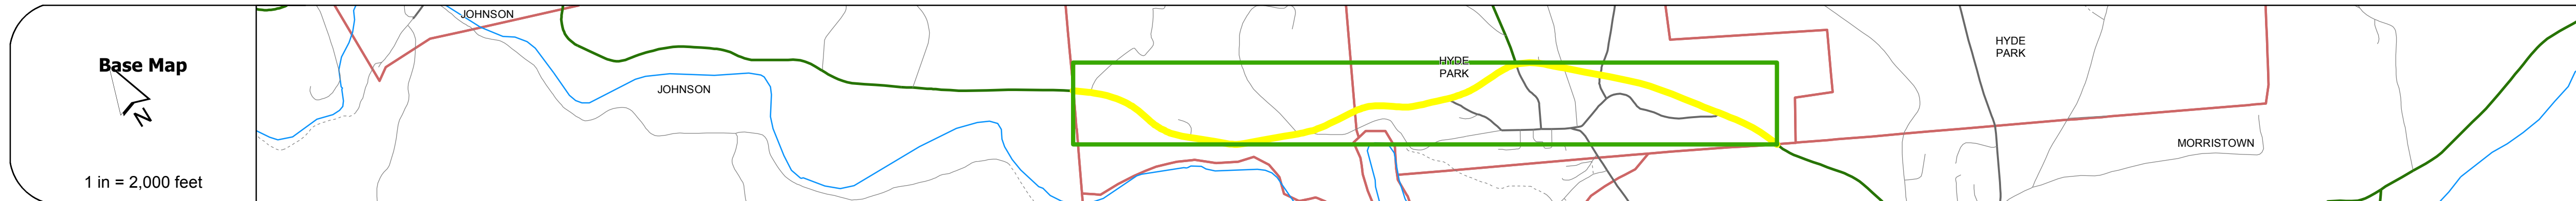 Base Map
N
1 in = 2,000 feet
JOHNSON
JOHNSON
HYDE
PARK
HYDE
PARK
MORRISTOWN